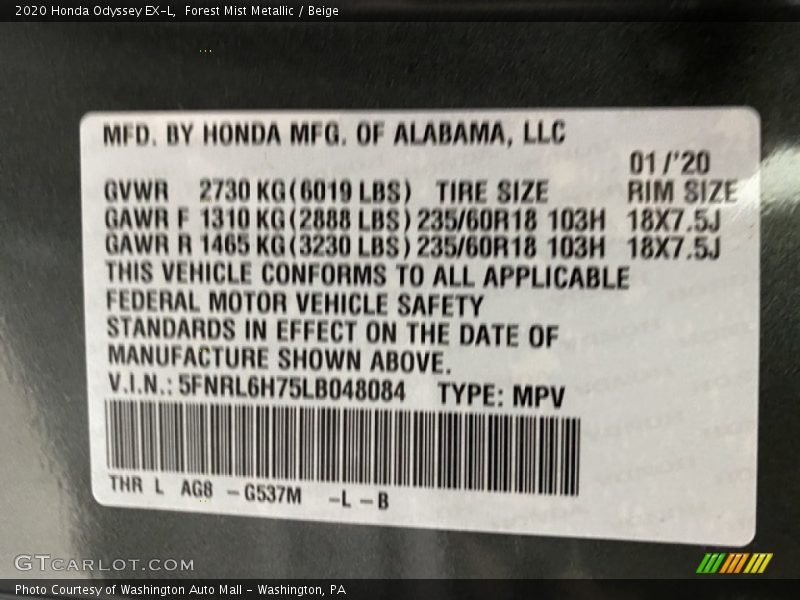 2020 Honda Odyssey EX-L,  Forest Mist Metallic / Beige
MFD. BY HONDA MFG. OF ALABAMA, LLC
01/'20
GVWR 2730 KG(6019 LBS) TIRE SIZE RIM SIZE
GAWR F 1310 KG(2888 LBS) 235/60R18 103H 18X7.5J
GAWR R 1465 KG(3230 LBS) 235/60R18 103H 18X7.5J
THIS VEHICLE CONFORMS TO ALL APPLICABLE
FEDERAL MOTOR VEHICLE SAFETY
STANDARDS IN EFFECT ON THE DATE OF
MANUFACTURE SHOWN ABOVE.
V.I.N.: 5FNRL6H75LB048084 TYPE: MPV
THR L AG8 -G537M -L -B
GTCARLOT.COM
Photo Courtesy of Washington Auto Mall - Washington, PA